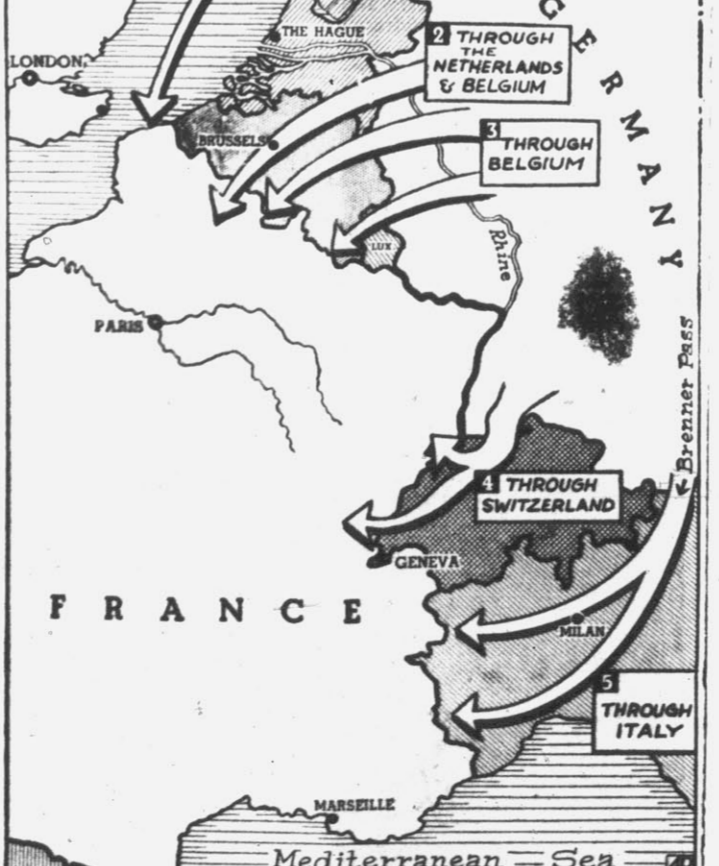 GERMANY
THE HAGUE
2 THROUGH
THE
NETHERLANDS
& BELGIUM
LONDON
BRUSSELS
3 THROUGH
BELGIUM
LUX
Rhine
PARIS
Brenner Pass
4 THROUGH
SWITZERLAND
GENEVA
FRANCE
MILAN
5
THROUGH
ITALY
MARSEILLE
Mediterranean Sea